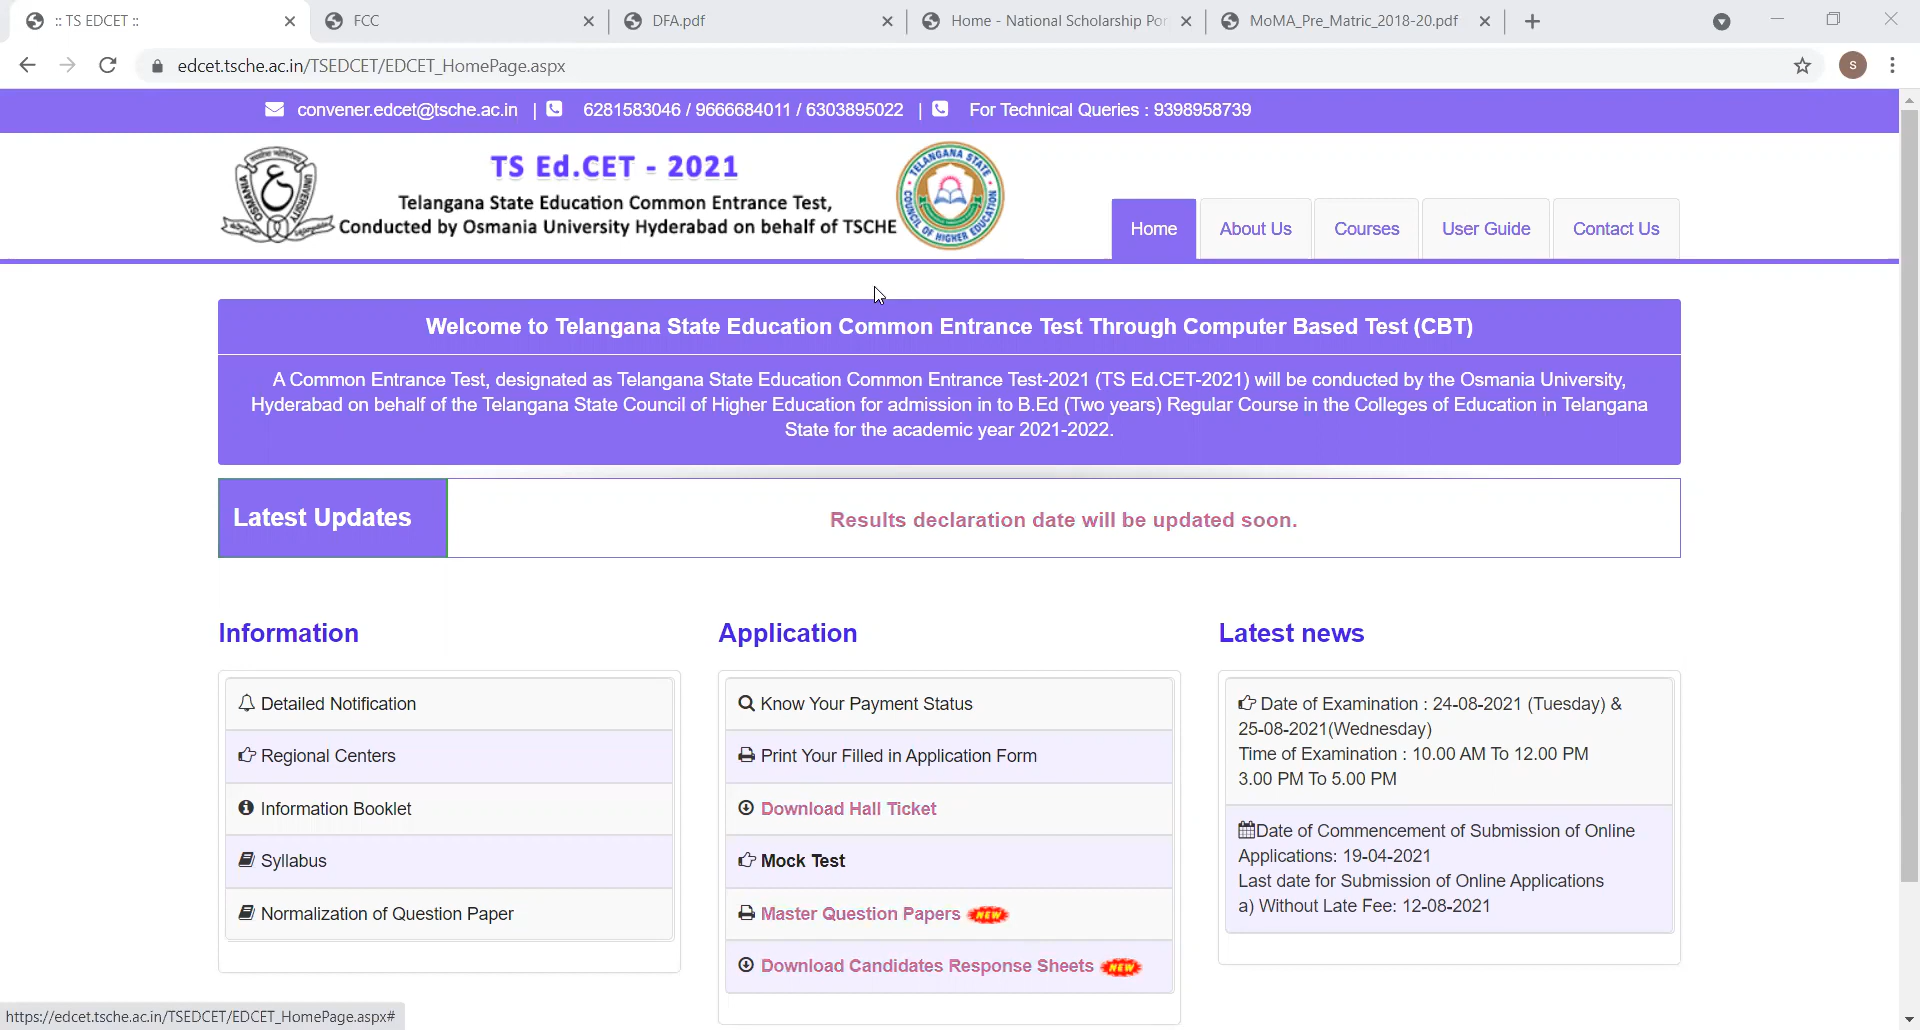 :: TS EDCET ::
FCC
DFA.pdf
Home - National Scholarship Por
MoMA_Pre_Matric_2018-20.pdf
edcet.tsche.ac.in/TSEDCET/EDCET_HomePage.aspx
S
convener.edcet@tsche.ac.in | 6281583046 / 9666684011 / 6303895022 | For Technical Queries : 9398958739
TS Ed.CET - 2021
Telangana State Education Common Entrance Test,
Conducted by Osmania University Hyderabad on behalf of TSCHE
OSMANIA UNIVERSITY
TELANGANA STATE
COUNCIL OF HIGHER EDUCATION
Home
About Us
Courses
User Guide
Contact Us
Welcome to Telangana State Education Common Entrance Test Through Computer Based Test (CBT)
A Common Entrance Test, designated as Telangana State Education Common Entrance Test-2021 (TS Ed.CET-2021) will be conducted by the Osmania University,
Hyderabad on behalf of the Telangana State Council of Higher Education for admission in to B.Ed (Two years) Regular Course in the Colleges of Education in Telangana
State for the academic year 2021-2022.
Latest Updates
Results declaration date will be updated soon.
Information
Detailed Notification
Regional Centers
Information Booklet
Syllabus
Normalization of Question Paper
Application
Know Your Payment Status
Print Your Filled in Application Form
Download Hall Ticket
Mock Test
Master Question Papers NEW
Download Candidates Response Sheets NEW
Latest news
Date of Examination : 24-08-2021 (Tuesday) &
25-08-2021(Wednesday)
Time of Examination : 10.00 AM To 12.00 PM
3.00 PM To 5.00 PM
Date of Commencement of Submission of Online
Applications: 19-04-2021
Last date for Submission of Online Applications
a) Without Late Fee: 12-08-2021
https://edcet.tsche.ac.in/TSEDCET/EDCET_HomePage.aspx#